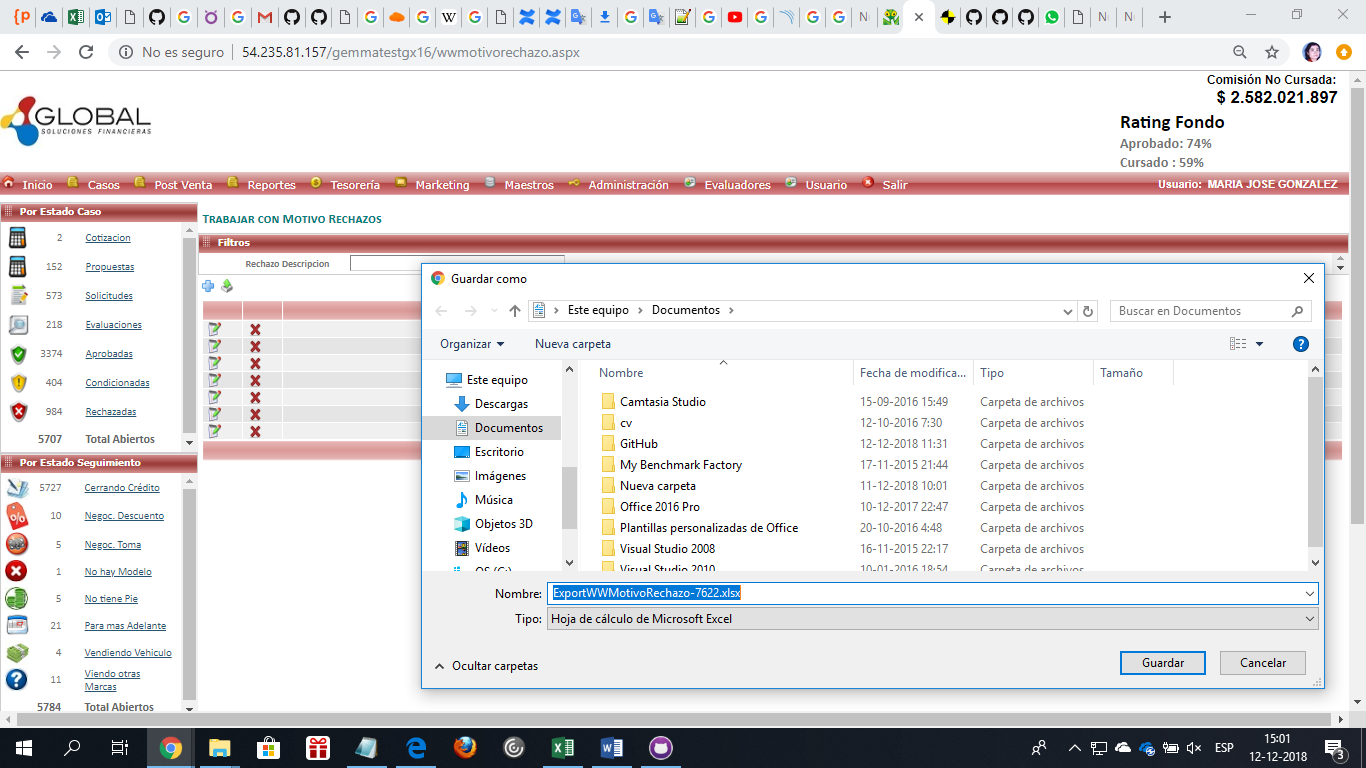 No es seguro 54.235.81.157/gemmatestgx16/wwmotivorechazo.aspx
Comisión No Cursada:
$ 2.582.021.897
GLOBAL
SOLUCIONES FINANCIERAS
Rating Fondo
Aprobado: 74%
Cursado : 59%
Inicio Casos Post Venta Reportes Tesorería Marketing Maestros Administración Evaluadores Usuario Salir Usuario: MARIA JOSE GONZALEZ
Por Estado Caso
2 Cotizacion
152 Propuestas
573 Solicitudes
218 Evaluaciones
3374 Aprobadas
404 Condicionadas
984 Rechazadas
5707 Total Abiertos
Por Estado Seguimiento
5727 Cerrando Crédito
10 Negoc. Descuento
5 Negoc. Toma
1 No hay Modelo
5 No tiene Pie
21 Para mas Adelante
4 Vendiendo Vehiculo
11 Viendo otras
Marcas
5784 Total Abiertos
TRABAJAR CON MOTIVO RECHAZOS
Filtros
Rechazo Descripcion
Guardar como
Este equipo Documentos
Buscar en Documentos
Organizar Nueva carpeta
Este equipo
Descargas
Documentos
Escritorio
Imágenes
Música
Objetos 3D
Vídeos
OS (C:)
Nombre Fecha de modifica... Tipo Tamaño
Camtasia Studio 15-09-2016 15:49 Carpeta de archivos
cv 12-10-2016 7:30 Carpeta de archivos
GitHub 12-12-2018 11:31 Carpeta de archivos
My Benchmark Factory 17-11-2015 21:44 Carpeta de archivos
Nueva carpeta 11-12-2018 10:01 Carpeta de archivos
Office 2016 Pro 10-12-2017 22:47 Carpeta de archivos
Plantillas personalizadas de Office 20-10-2016 4:48 Carpeta de archivos
Visual Studio 2008 16-11-2015 22:17 Carpeta de archivos
Visual Studio 2010 10-01-2016 18:54 Carpeta de archivos
Nombre: ExportWWMotivoRechazo-7622.xlsx
Tipo: Hoja de cálculo de Microsoft Excel
Ocultar carpetas
Guardar Cancelar
ESP
15:01
12-12-2018
3